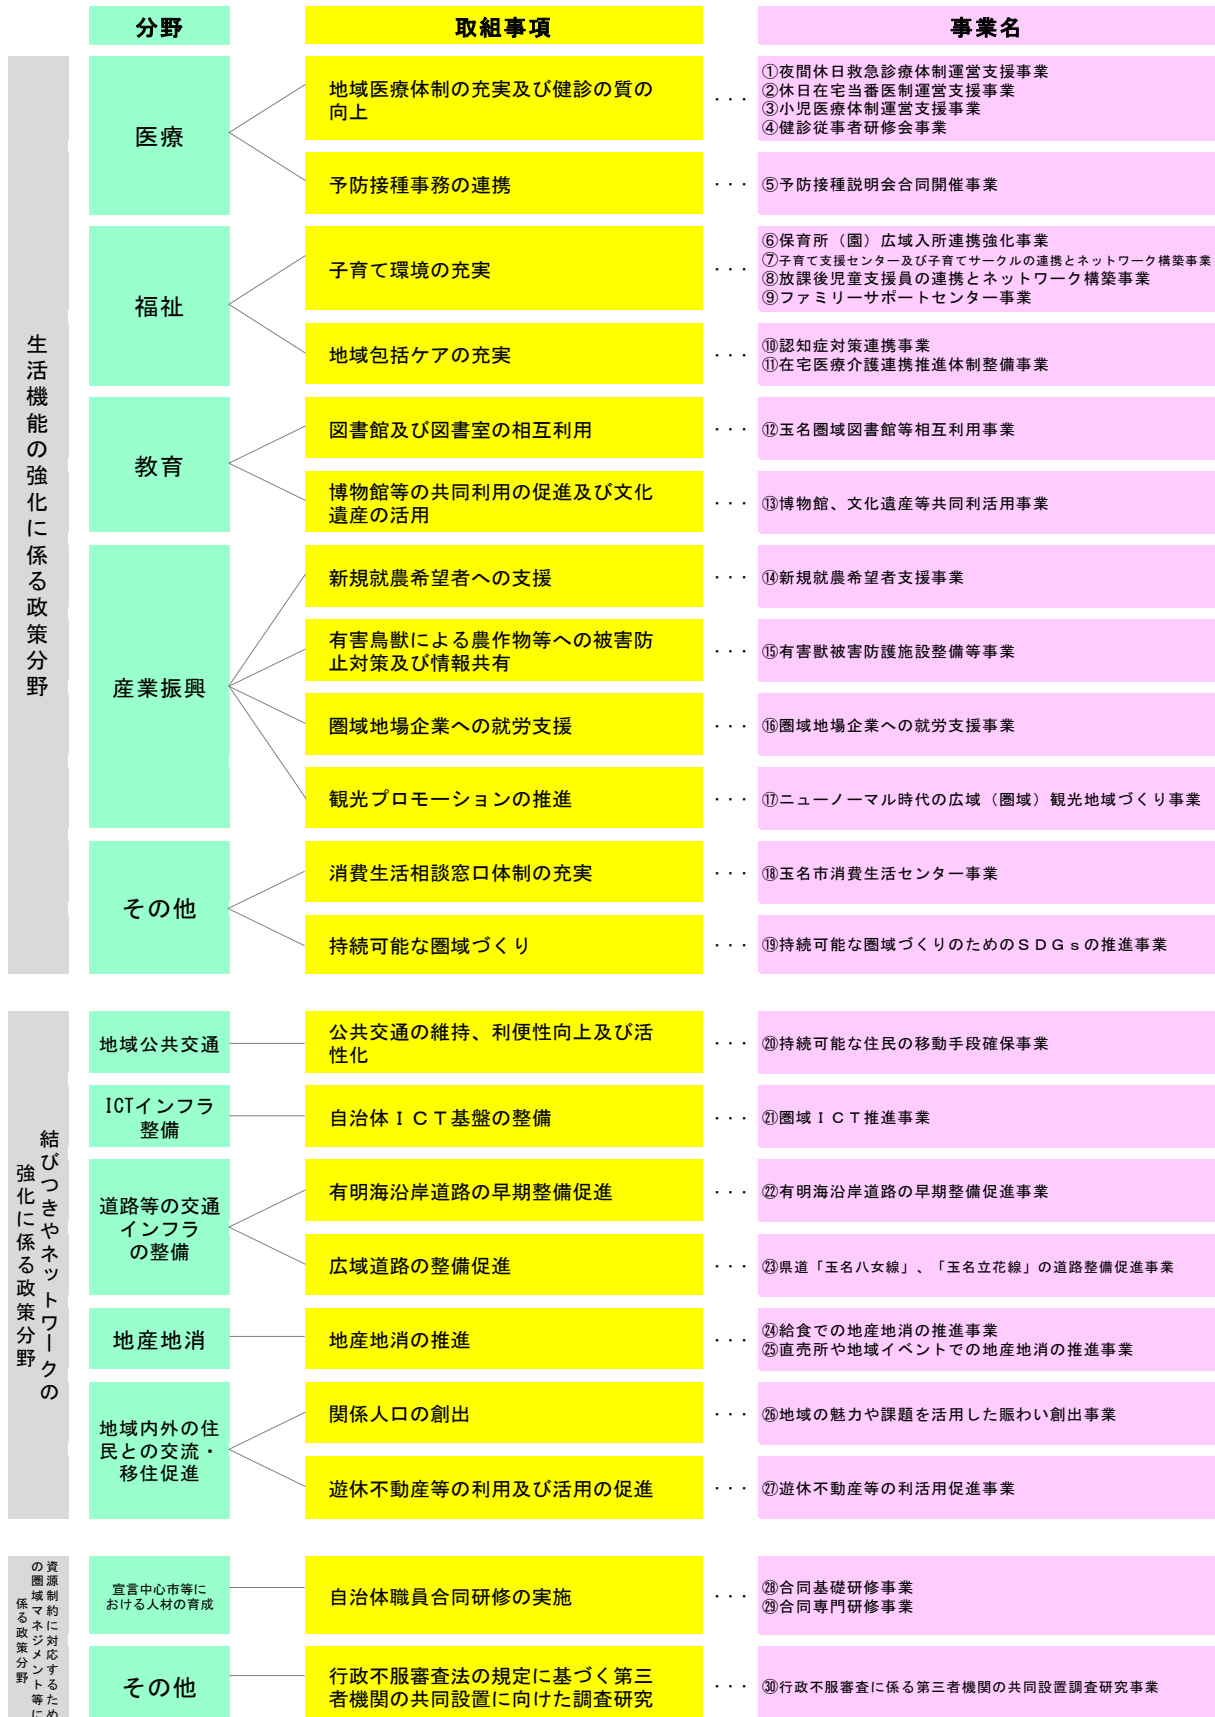 分野
取組事項
事業名
生活機能の強化に係る政策分野
医療
地域医療体制の充実及び健診の質の
向上
・・・
①夜間休日救急診療体制運営支援事業
②休日在宅当番医制運営支援事業
③小児医療体制運営支援事業
④健診従事者研修会事業
予防接種事務の連携
・・・
⑤予防接種説明会合同開催事業
福祉
子育て環境の充実
・・・
⑥保育所（園）広域入所連携強化事業
⑦子育て支援センター及び子育てサークルの連携とネットワーク構築事業
⑧放課後児童支援員の連携とネットワーク構築事業
⑨ファミリーサポートセンター事業
地域包括ケアの充実
・・・
⑩認知症対策連携事業
⑪在宅医療介護連携推進体制整備事業
教育
図書館及び図書室の相互利用
・・・
⑫玉名圏域図書館等相互利用事業
博物館等の共同利用の促進及び文化
遺産の活用
・・・
⑬博物館、文化遺産等共同利活用事業
産業振興
新規就農希望者への支援
・・・
⑭新規就農希望者支援事業
有害鳥獣による農作物等への被害防
止対策及び情報共有
・・・
⑮有害獣被害防護施設整備等事業
圏域地場企業への就労支援
・・・
⑯圏域地場企業への就労支援事業
観光プロモーションの推進
・・・
⑰ニューノーマル時代の広域（圏域）観光地域づくり事業
その他
消費生活相談窓口体制の充実
・・・
⑱玉名市消費生活センター事業
持続可能な圏域づくり
・・・
⑲持続可能な圏域づくりのためのＳＤＧｓの推進事業
結びつきやネットワークの
強化に係る政策分野
地域公共交通
公共交通の維持、利便性向上及び活
性化
・・・
⑳持続可能な住民の移動手段確保事業
ICTインフラ
整備
自治体ＩＣＴ基盤の整備
・・・
㉑圏域ＩＣＴ推進事業
道路等の交通
インフラ
の整備
有明海沿岸道路の早期整備促進
・・・
㉒有明海沿岸道路の早期整備促進事業
広域道路の整備促進
・・・
㉓県道「玉名八女線」、「玉名立花線」の道路整備促進事業
地産地消
地産地消の推進
・・・
㉔給食での地産地消の推進事業
㉕直売所や地域イベントでの地産地消の推進事業
地域内外の住
民との交流・
移住促進
関係人口の創出
・・・
㉖地域の魅力や課題を活用した賑わい創出事業
遊休不動産等の利用及び活用の促進
・・・
㉗遊休不動産等の利活用促進事業
資源制約に対応するため
の圏域マネジメント等に
係る政策分野
宣言中心市等に
おける人材の育成
自治体職員合同研修の実施
・・・
㉘合同基礎研修事業
㉙合同専門研修事業
その他
行政不服審査法の規定に基づく第三
者機関の共同設置に向けた調査研究
・・・
㉚行政不服審査に係る第三者機関の共同設置調査研究事業